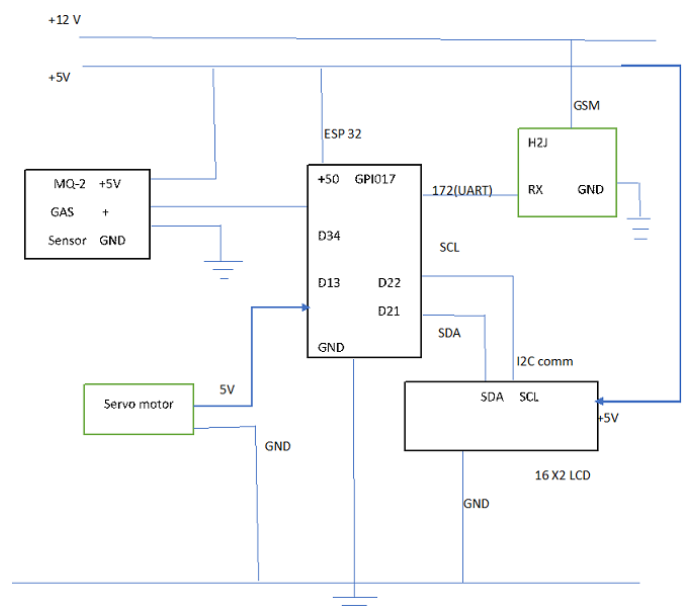 +12 V
+5V
GSM
ESP 32
H2J
MQ-2 +5V
+50 GPI017
172(UART)
RX GND
GAS +
D34
Sensor GND
SCL
D13 D22
D21
SDA
GND
I2C comm
5V
Servo motor
SDA SCL
+5V
GND
16 X2 LCD
GND